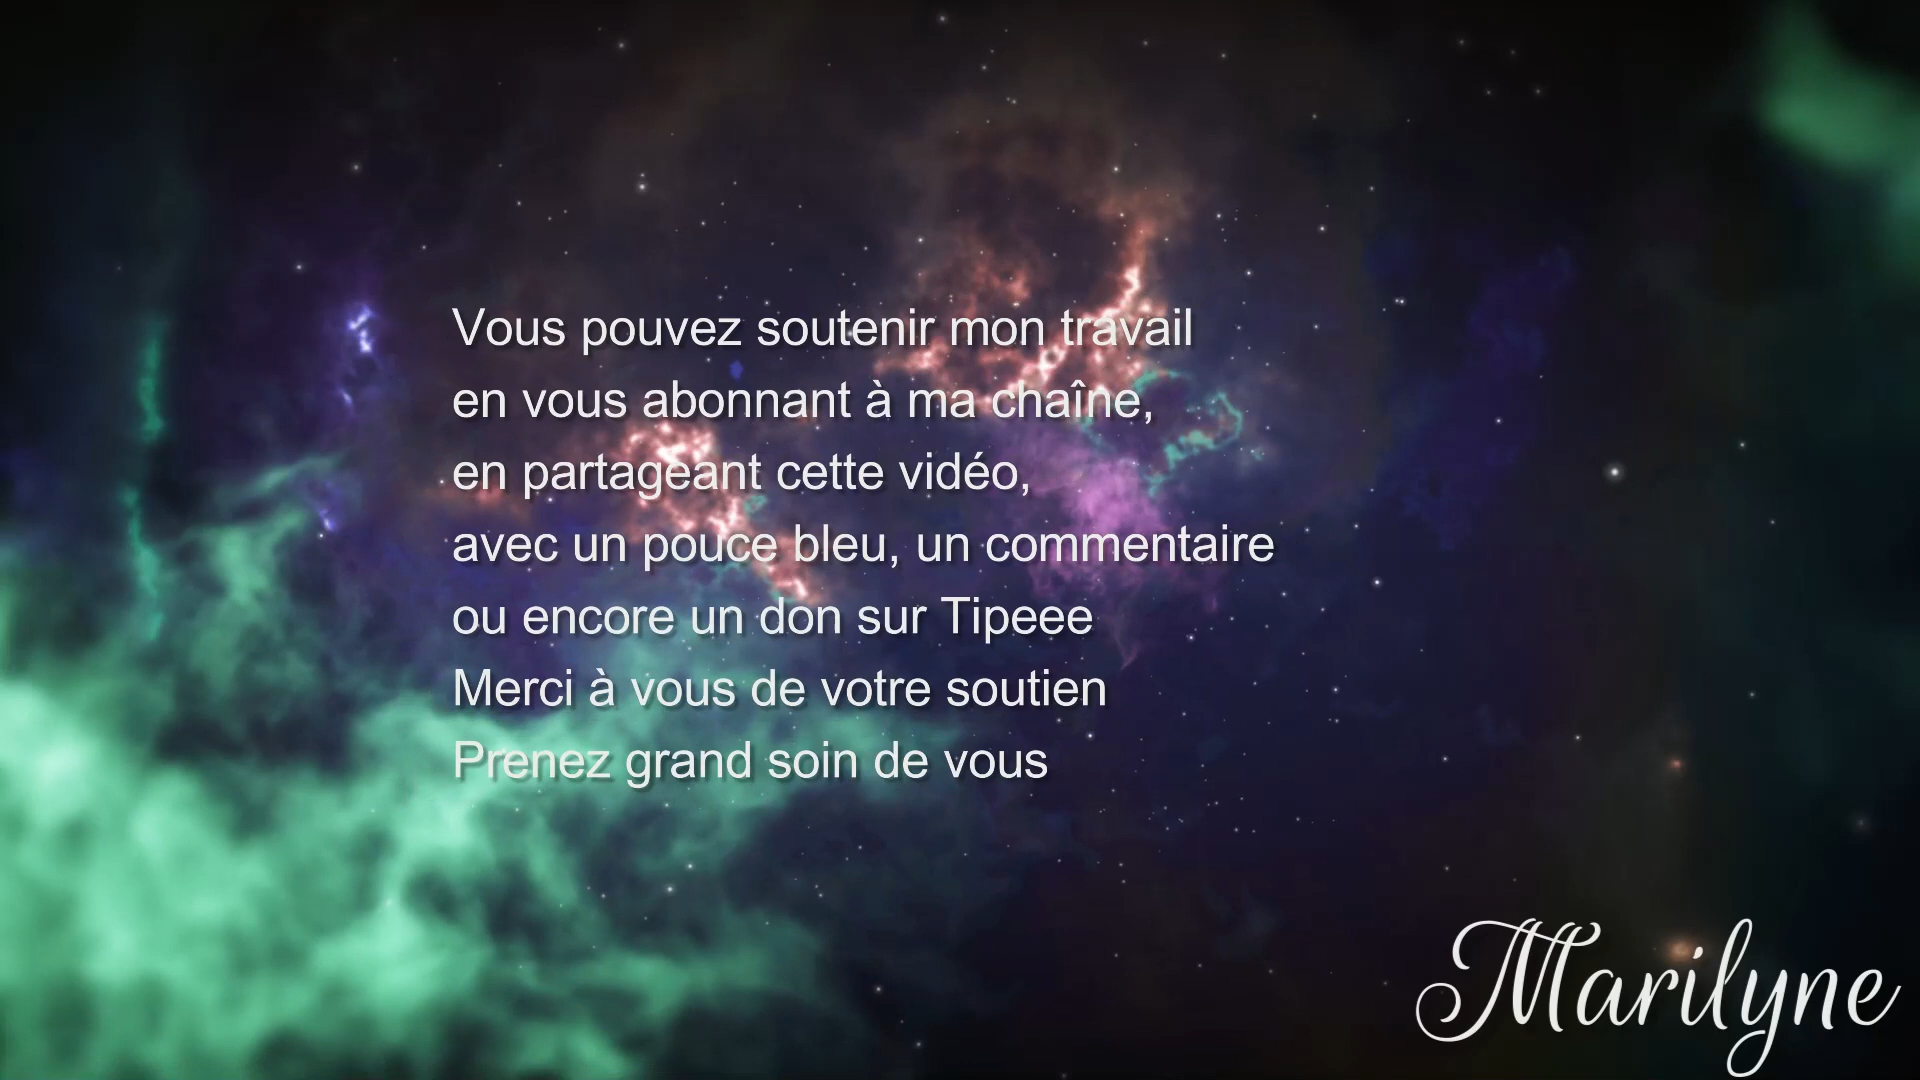 Vous pouvez soutenir mon travail
en vous abonnant à ma chaîne,
en partageant cette vidéo,
avec un pouce bleu, un commentaire
ou encore un don sur Tipeee
Merci à vous de votre soutien
Prenez grand soin de vous
Marilyne